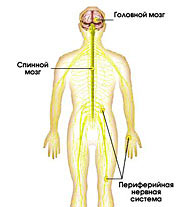 Головной мозг
Спинной
мозг
Периферийная
нервная
система